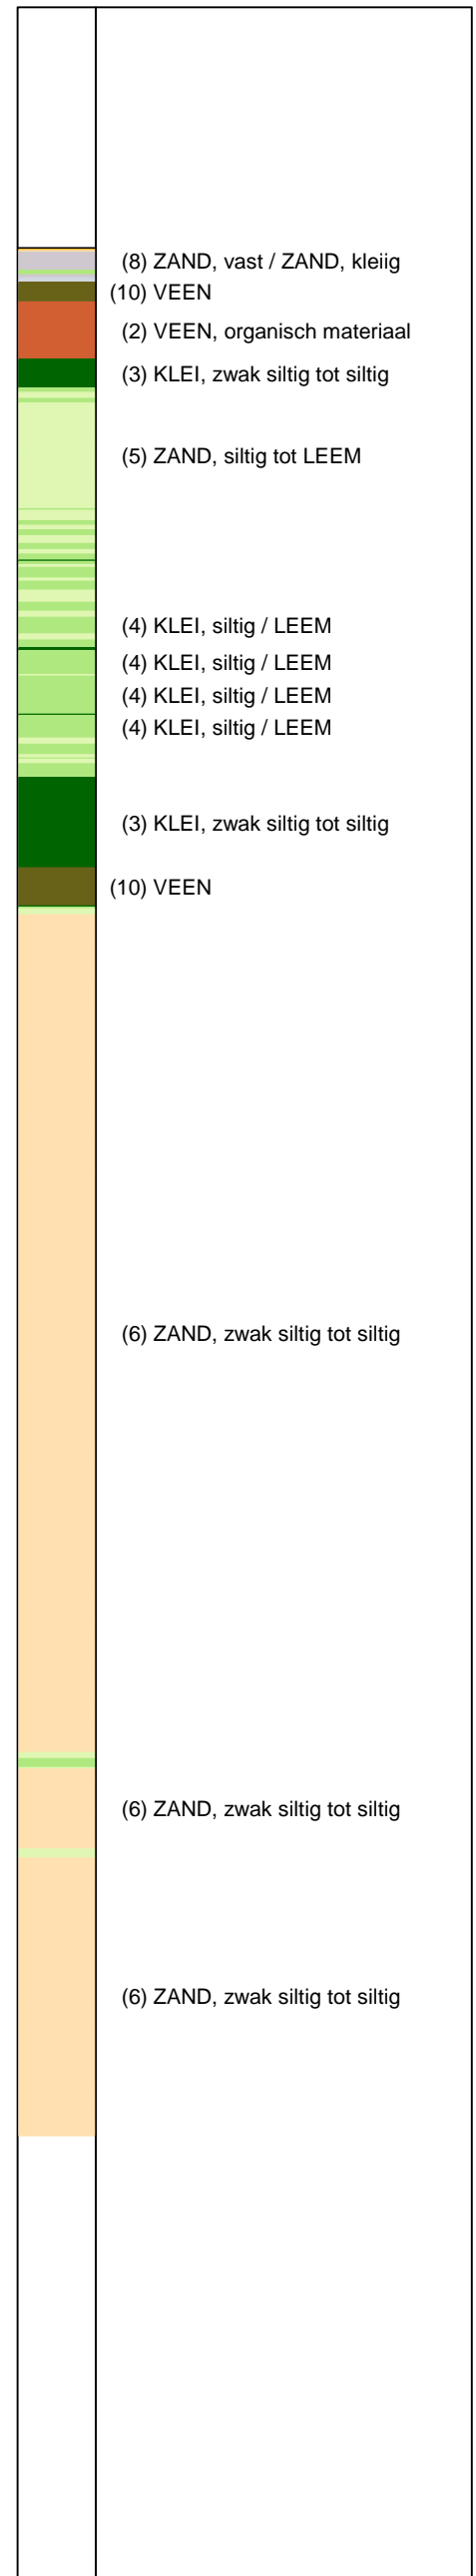 (8) ZAND, vast / ZAND, kleiig
(10) VEEN
(2) VEEN, organisch materiaal
(3) KLEI, zwak siltig tot siltig
(5) ZAND, siltig tot LEEM
(4) KLEI, siltig / LEEM
(4) KLEI, siltig / LEEM
(4) KLEI, siltig / LEEM
(4) KLEI, siltig / LEEM
(3) KLEI, zwak siltig tot siltig
(10) VEEN
(6) ZAND, zwak siltig tot siltig
(6) ZAND, zwak siltig tot siltig
(6) ZAND, zwak siltig tot siltig